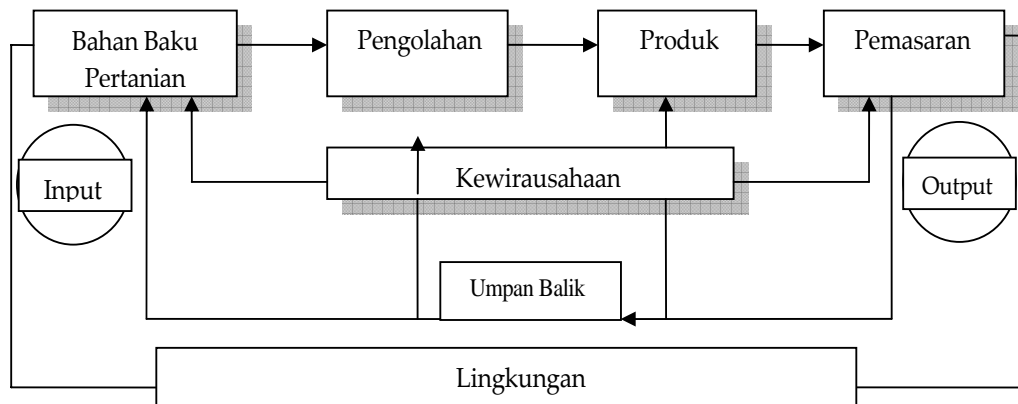 Bahan Baku
Pertanian
Pengolahan
Produk
Pemasaran
Kewirausahaan
Input
Output
Umpan Balik
Lingkungan